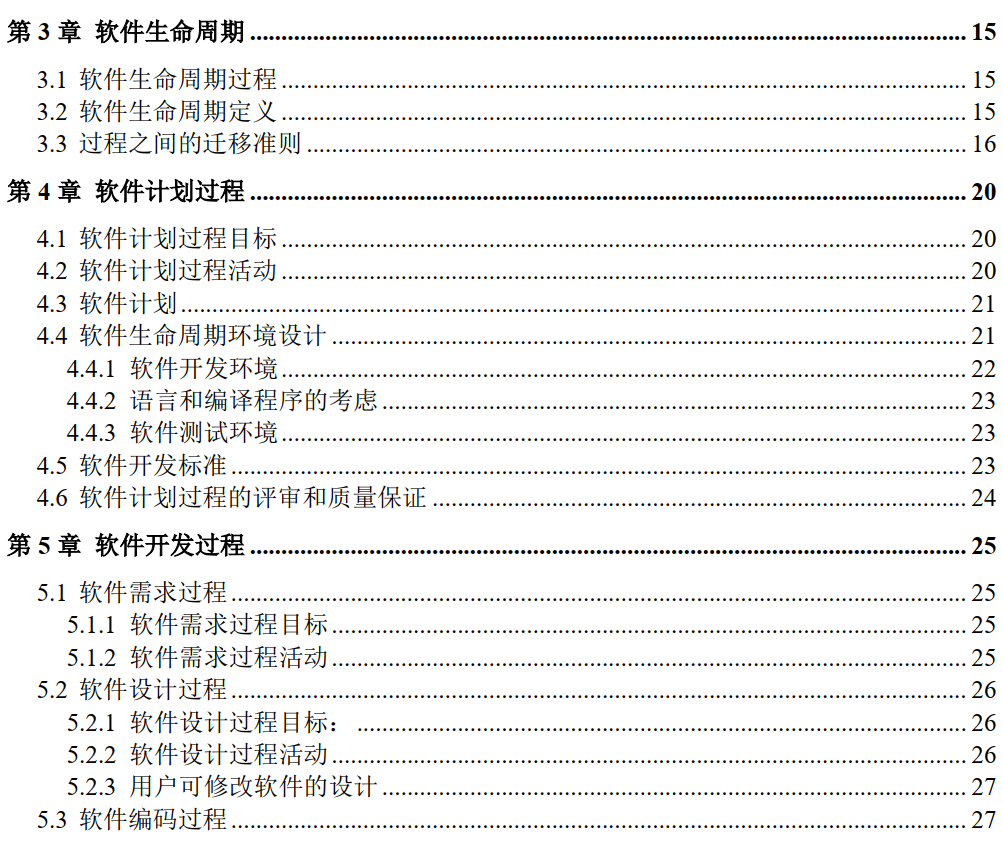 第 3 章 软件生命周期 ........................ 15
3.1 软件生命周期过程 ........................ 15
3.2 软件生命周期定义 ........................ 15
3.3 过程之间的迁移准则 ........................ 16
第 4 章 软件计划过程 ........................ 20
4.1 软件计划过程目标 ........................ 20
4.2 软件计划过程活动 ........................ 20
4.3 软件计划 ........................ 21
4.4 软件生命周期环境设计 ........................ 21
4.4.1 软件开发环境 ........................ 22
4.4.2 语言和编译程序的考虑 ........................ 23
4.4.3 软件测试环境 ........................ 23
4.5 软件开发标准 ........................ 23
4.6 软件计划过程的评审和质量保证 ........................ 24
第 5 章 软件开发过程 ........................ 25
5.1 软件需求过程 ........................ 25
5.1.1 软件需求过程目标 ........................ 25
5.1.2 软件需求过程活动 ........................ 25
5.2 软件设计过程 ........................ 26
5.2.1 软件设计过程目标： ........................ 26
5.2.2 软件设计过程活动 ........................ 26
5.2.3 用户可修改软件的设计 ........................ 27
5.3 软件编码过程 ........................ 27